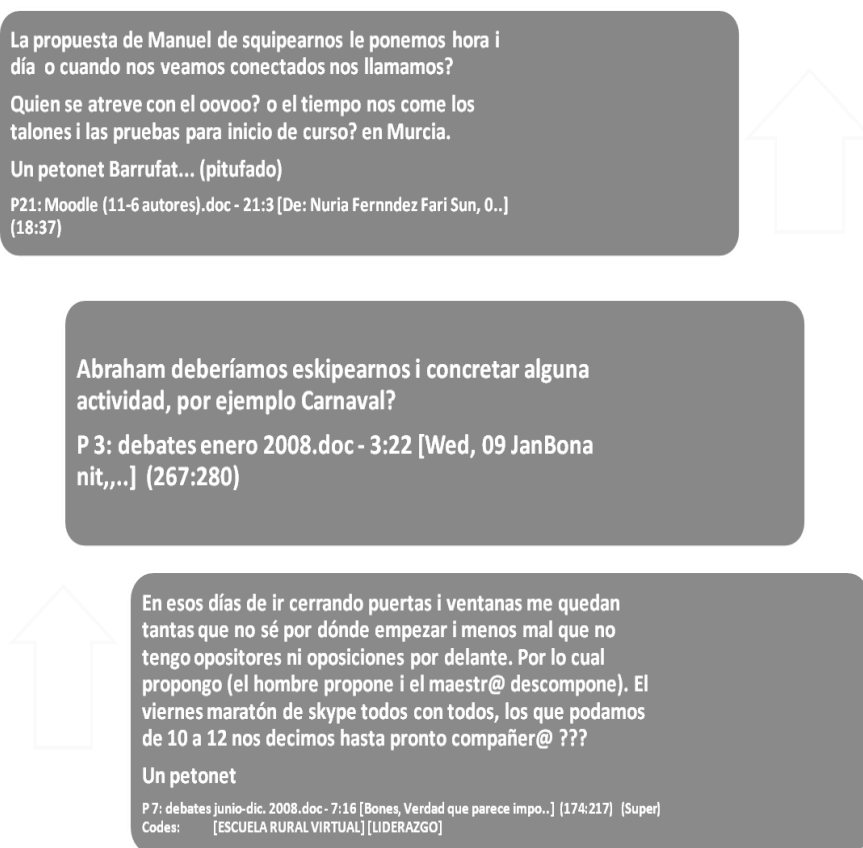 La propuesta de Manuel de squipearnos le ponemos hora i
día o cuando nos veamos conectados nos llamamos?
Quien se atreve con el oovoo? o el tiempo nos come los
talones i las pruebas para inicio de curso? en Murcia.
Un petonet Barrufat... (pitufado)
P21: Moodle (11-6 autores).doc - 21:3 [De: Nuria Fernndez Fari Sun, 0..]
(18:37)
Abraham deberíamos eskipearnos i concretar alguna
actividad, por ejemplo Carnaval?
P 3: debates enero 2008.doc - 3:22 [Wed, 09 JanBona
nit,,..] (267:280)
En esos días de ir cerrando puertas i ventanas me quedan
tantas que no sé por dónde empezar i menos mal que no
tengo opositores ni oposiciones por delante. Por lo cual
propongo (el hombre propone i el maestr@ descompone). El
viernes maratón de skype todos con todos, los que podamos
de 10 a 12 nos decimos hasta pronto compañer@ ???
Un petonet
P 7: debates junio-dic. 2008.doc - 7:16 [Bones, Verdad que parece impo..] (174:217) (Super)
Codes: [ESCUELA RURAL VIRTUAL] [LIDERAZGO]